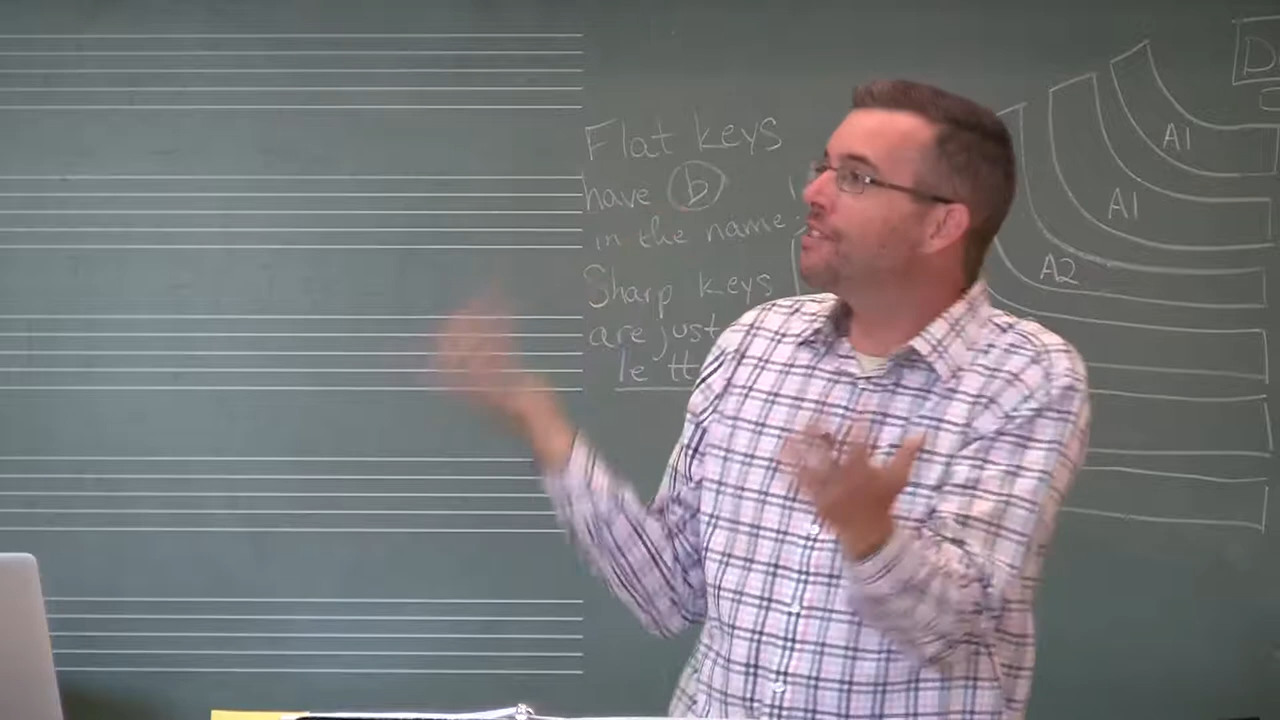 Flat keys
have b
in the name.
Sharp keys
are just
A1
A1
A2
D